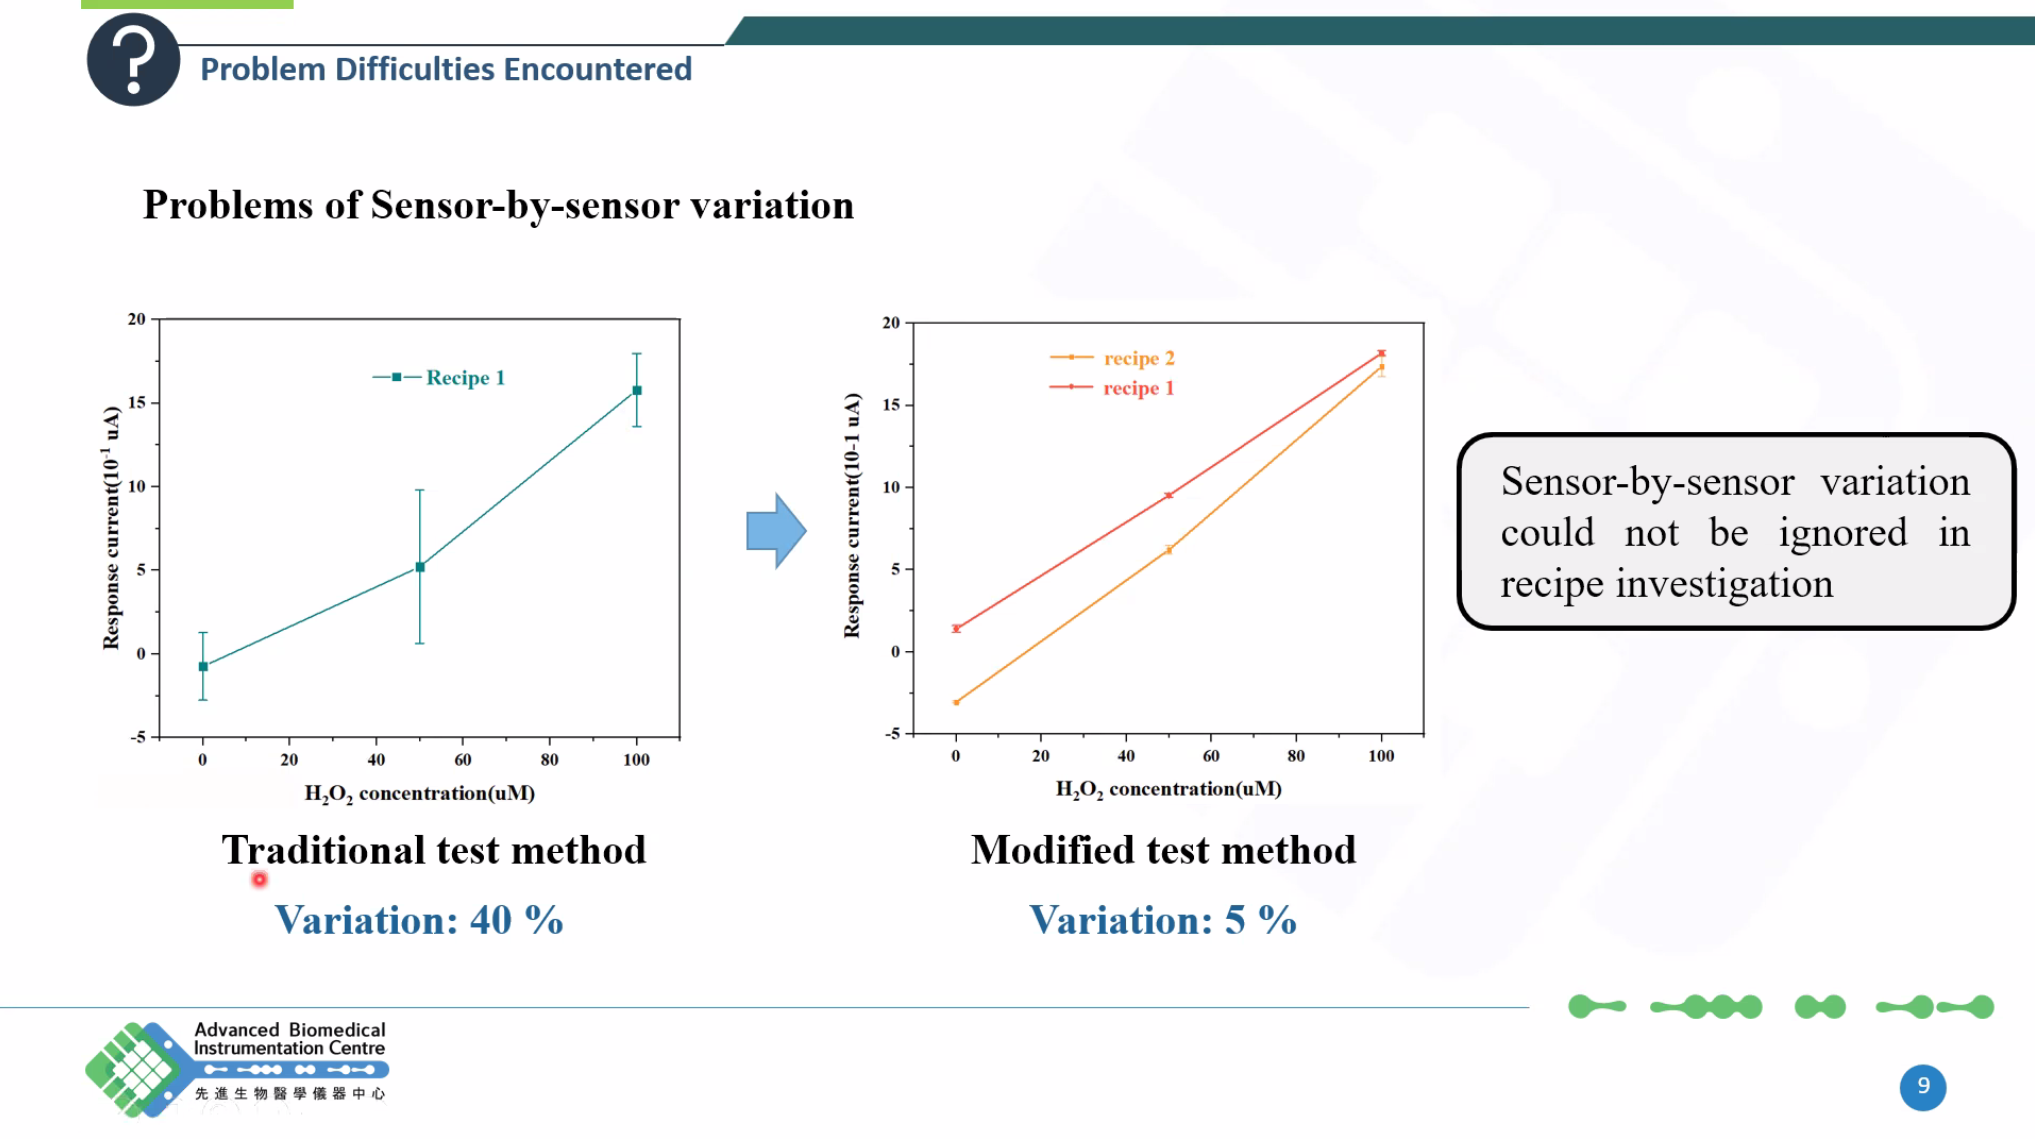 ?
Problem Difficulties Encountered
Problems of Sensor-by-sensor variation
20
15
10
5
0
-5
Response current(10⁻¹ uA)
Recipe 1
0 20 40 60 80 100
H₂O₂ concentration(uM)
Traditional test method
Variation: 40 %
20
15
10
5
0
-5
Response current(10-1 uA)
recipe 2
recipe 1
0 20 40 60 80 100
H₂O₂ concentration(uM)
Modified test method
Variation: 5 %
Sensor-by-sensor variation
could not be ignored in
recipe investigation
Advanced Biomedical
Instrumentation Centre
先進生物醫學儀器中心
9